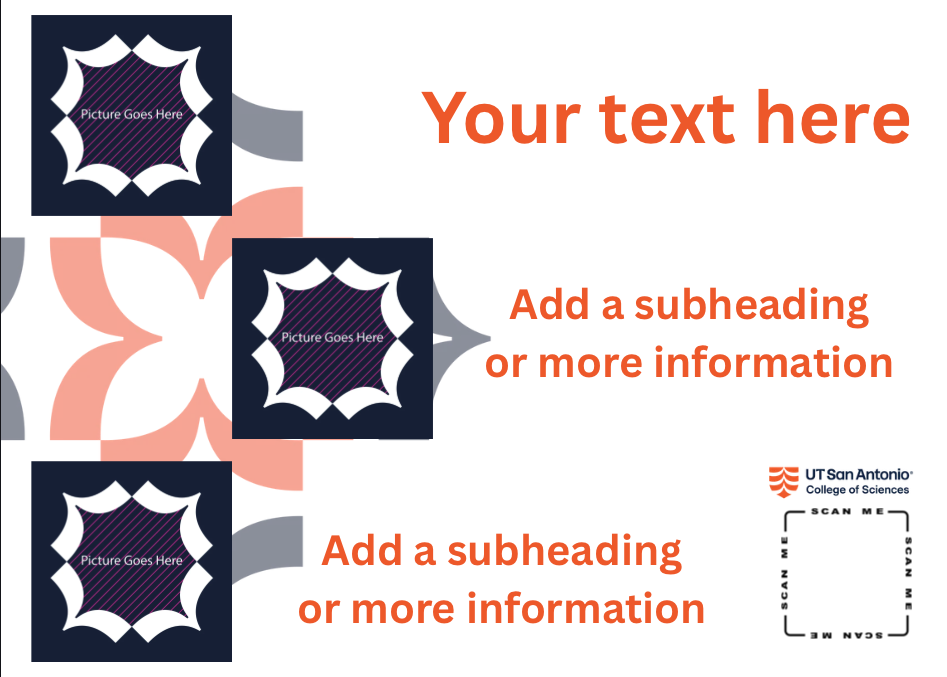 Picture Goes Here
Your text here
Picture Goes Here
Add a subheading
or more information
Picture Goes Here
Add a subheading
or more information
UT San Antonio
College of Sciences
SCAN ME
SCAN ME
SCAN ME
SCAN ME